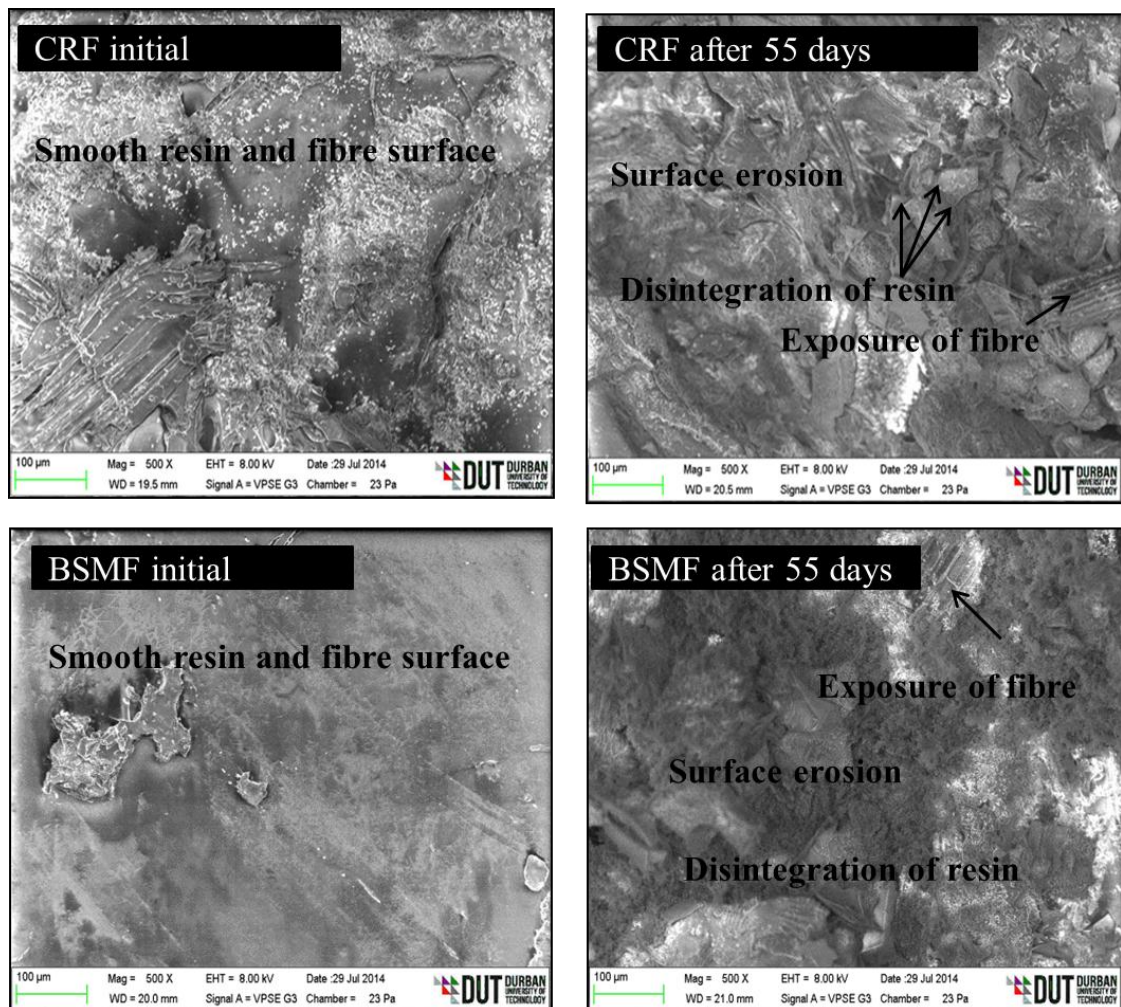 CRF initial
Smooth resin and fibre surface
100 µm
Mag = 500 X EHT = 8.00 kV Date :29 Jul 2014
WD = 19.5 mm Signal A = VPSE G3 Chamber = 23 Pa
DUT DURBAN UNIVERSITY OF TECHNOLOGY
CRF after 55 days
Surface erosion
Disintegration of resin
Exposure of fibre
100 µm
Mag = 500 X EHT = 8.00 kV Date :29 Jul 2014
WD = 20.5 mm Signal A = VPSE G3 Chamber = 23 Pa
DUT DURBAN UNIVERSITY OF TECHNOLOGY
BSMF initial
Smooth resin and fibre surface
100 µm
Mag = 500 X EHT = 8.00 kV Date :29 Jul 2014
WD = 20.0 mm Signal A = VPSE G3 Chamber = 23 Pa
DUT DURBAN UNIVERSITY OF TECHNOLOGY
BSMF after 55 days
Exposure of fibre
Surface erosion
Disintegration of resin
100 µm
Mag = 500 X EHT = 8.00 kV Date :29 Jul 2014
WD = 21.0 mm Signal A = VPSE G3 Chamber = 23 Pa
DUT DURBAN UNIVERSITY OF TECHNOLOGY